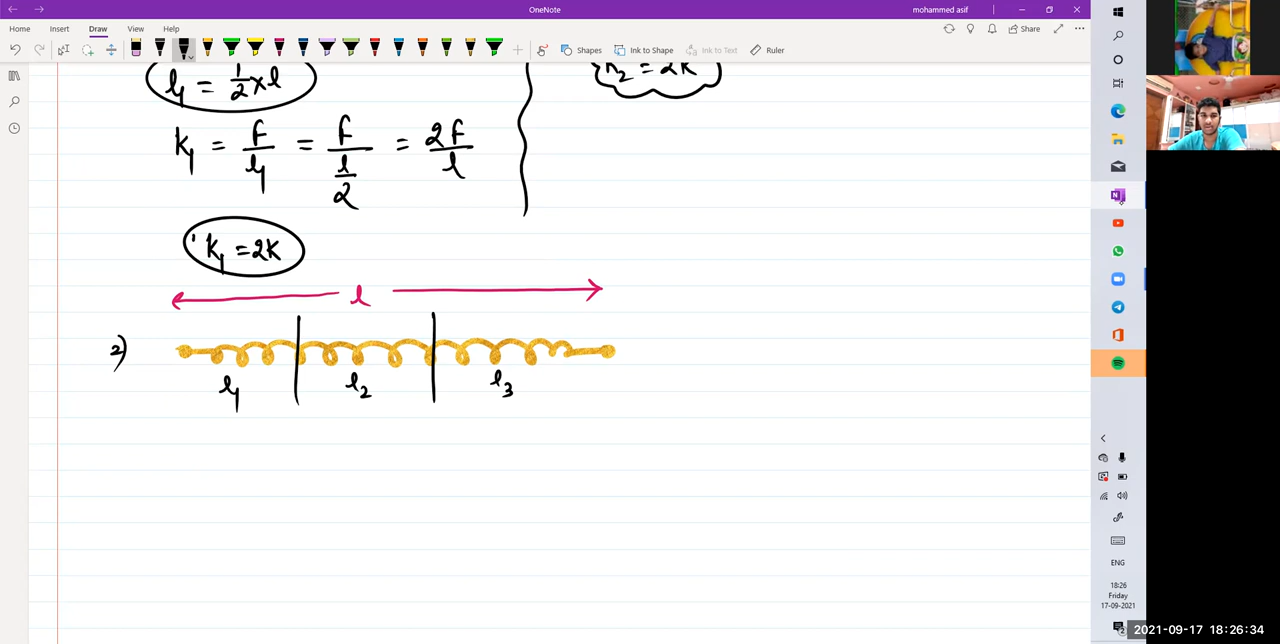 OneNote
mohammed asif
Home Insert Draw View Help
Share
Shapes Ink to Shape Ink to Text Ruler
l₁ = 1/2 × l
k₂ = 2K
k₁ = F/l₁ = F/(l/2) = 2F/l
k₁ = 2K
l
2)
l₁ l₂ l₃
ENG
18:26
Friday
17-09-2021
2021-09-17 18:26:34